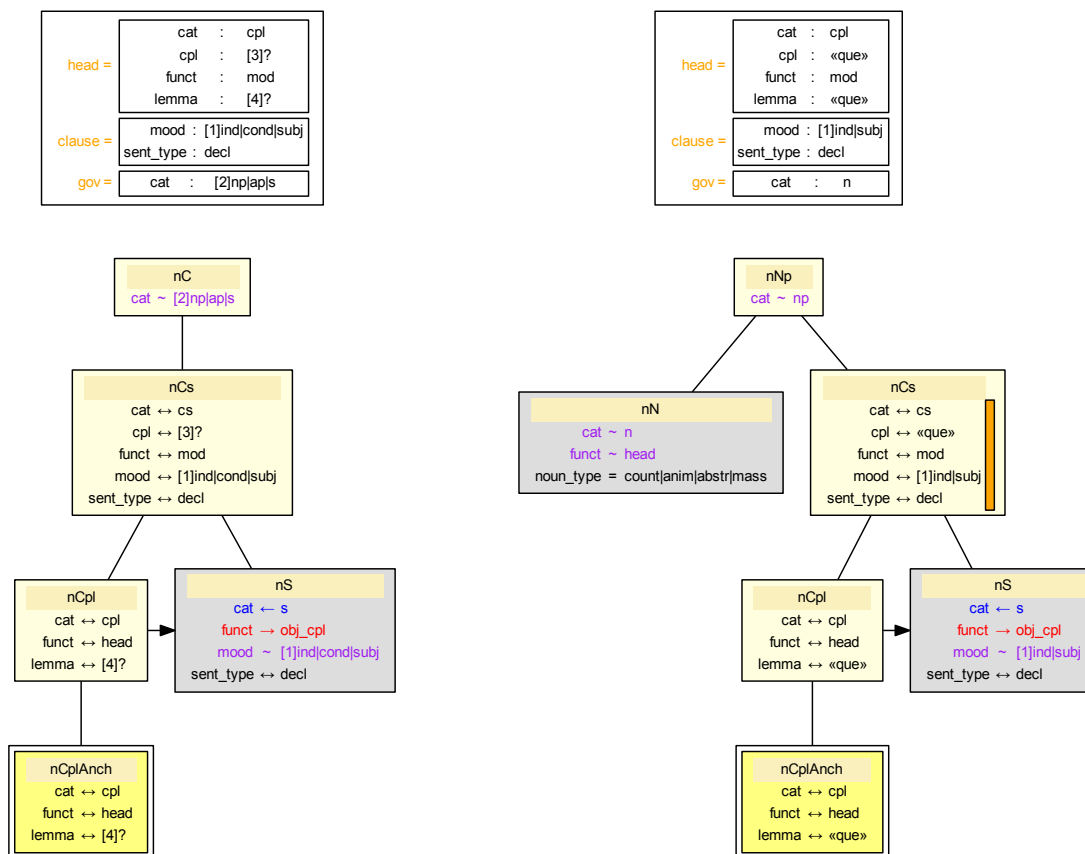 head =
cat : cpl
cpl : [3]?
funct : mod
lemma : [4]?
clause =
mood : [1]ind|cond|subj
sent_type : decl
gov =
cat : [2]np|ap|s
nC
cat ~ [2]np|ap|s
nCs
cat ↔ cs
cpl ↔ [3]?
funct ↔ mod
mood ↔ [1]ind|cond|subj
sent_type ↔ decl
nCpl
cat ↔ cpl
funct ↔ head
lemma ↔ [4]?
nS
cat ← s
funct → obj_cpl
mood ~ [1]ind|cond|subj
sent_type ↔ decl
nCplAnch
cat ↔ cpl
funct ↔ head
lemma ↔ [4]?
head =
cat : cpl
cpl : «que»
funct : mod
lemma : «que»
clause =
mood : [1]ind|subj
sent_type : decl
gov =
cat : n
nNp
cat ~ np
nN
cat ~ n
funct ~ head
noun_type = count|anim|abstr|mass
nCs
cat ↔ cs
cpl ↔ «que»
funct ↔ mod
mood ↔ [1]ind|subj
sent_type ↔ decl
nCpl
cat ↔ cpl
funct ↔ head
lemma ↔ «que»
nS
cat ← s
funct → obj_cpl
mood ~ [1]ind|subj
sent_type ↔ decl
nCplAnch
cat ↔ cpl
funct ↔ head
lemma ↔ «que»